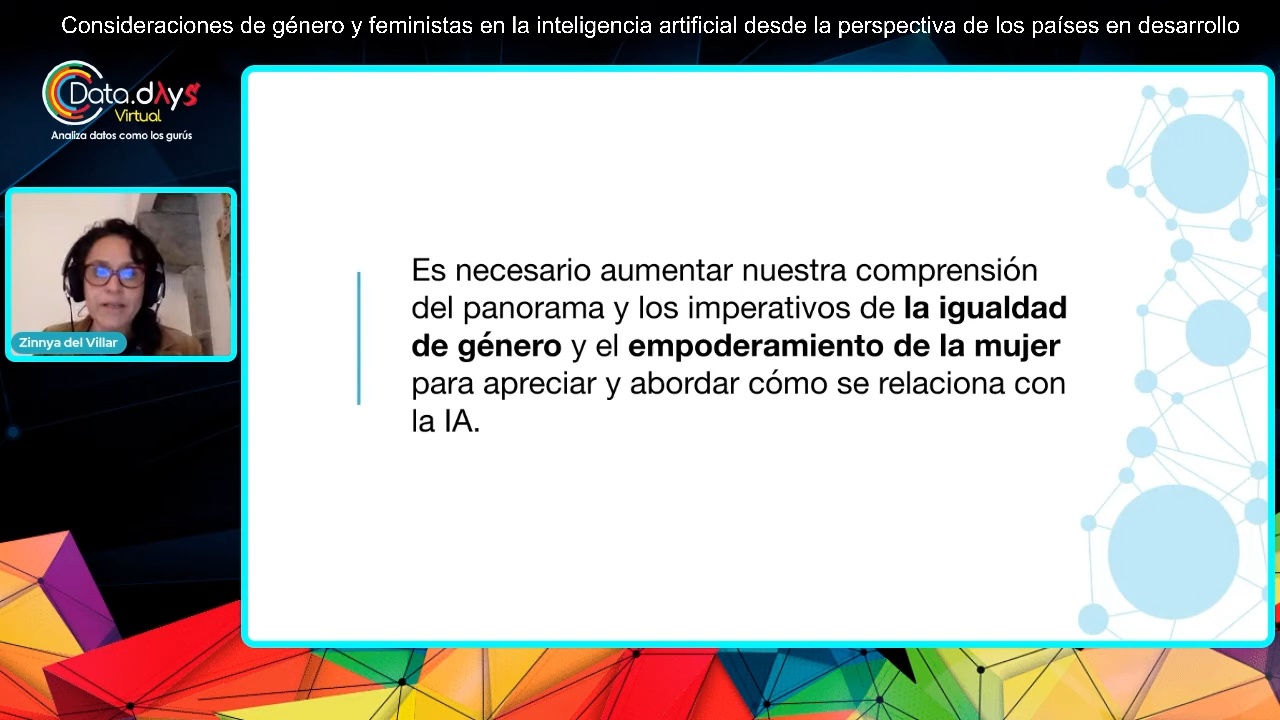 Consideraciones de género y feministas en la inteligencia artificial desde la perspectiva de los países en desarrollo
Data.dAys
Virtual
Analiza datos como los gurús
Zinnya del Villar
Es necesario aumentar nuestra comprensión
del panorama y los imperativos de la igualdad
de género y el empoderamiento de la mujer
para apreciar y abordar cómo se relaciona con
la IA.